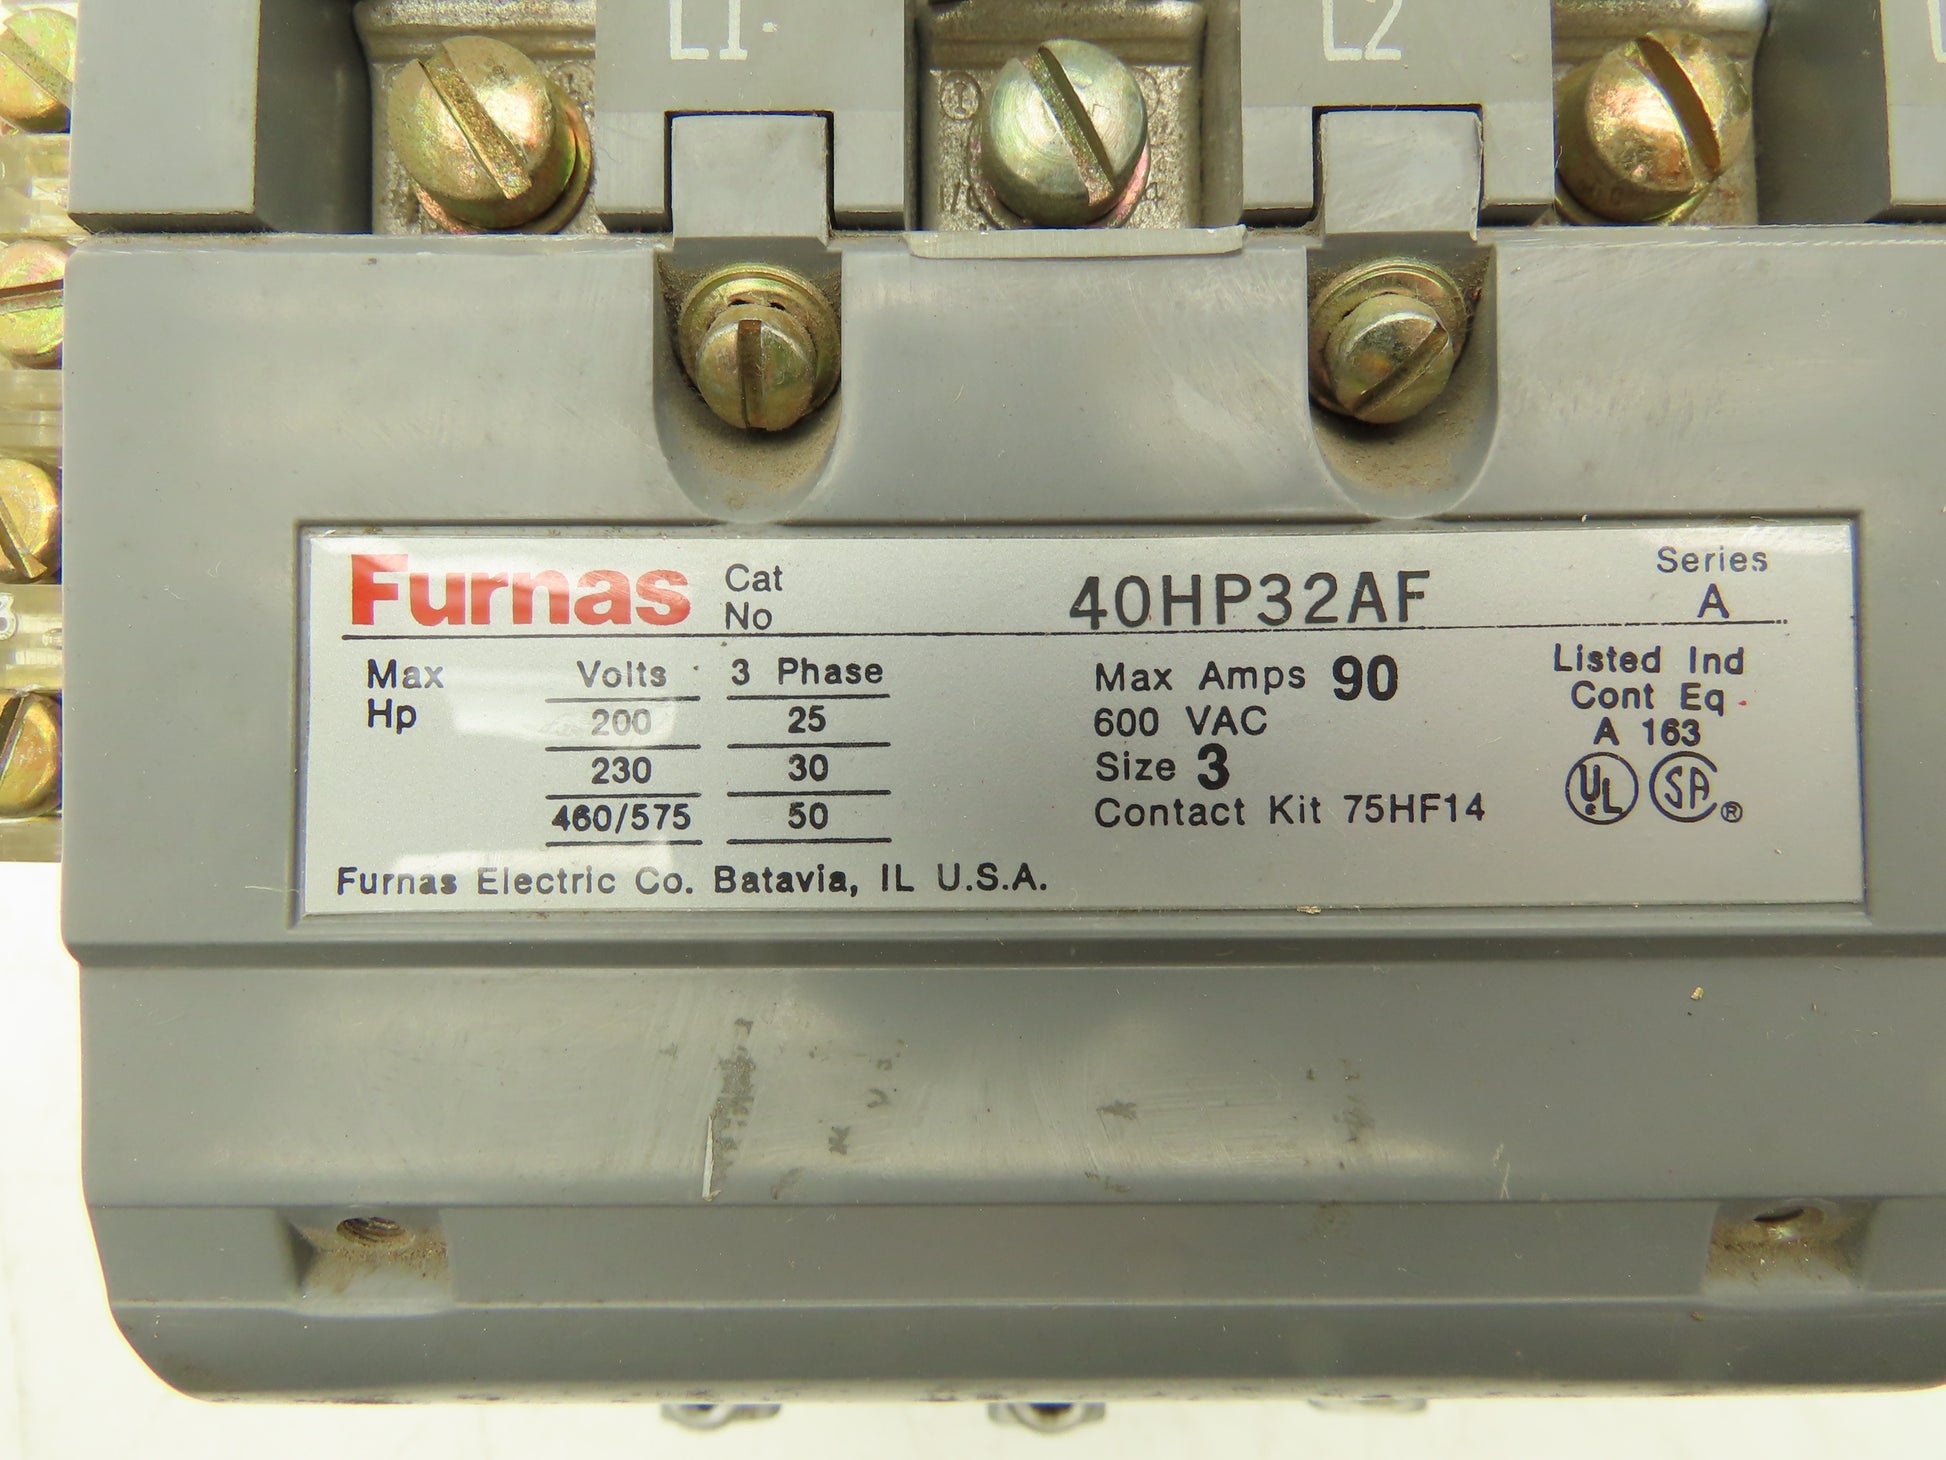 L1
L2
Furnas Cat No 40HP32AF Series A
Max Hp
Volts 3 Phase
200 25
230 30
460/575 50
Max Amps 90
600 VAC
Size 3
Contact Kit 75HF14
Listed Ind
Cont Eq
A 163
UL SA ®
Furnas Electric Co. Batavia, IL U.S.A.